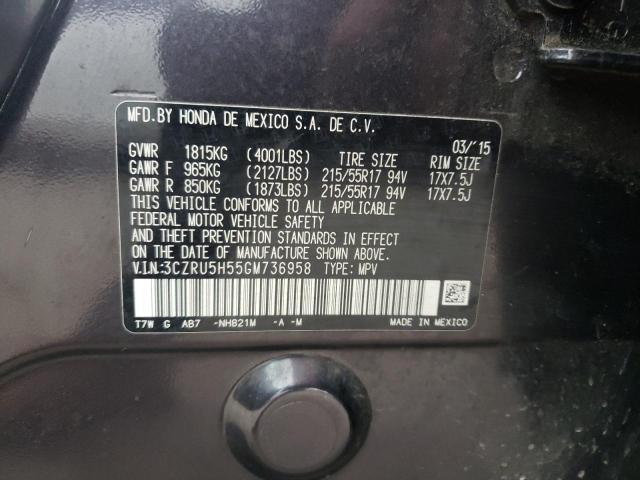 MFD.BY HONDA DE MEXICO S.A. DE C.V.
03/'15
GVWR 1815KG (4001LBS) TIRE SIZE RIM SIZE
GAWR F 965KG (2127LBS) 215/55R17 94V 17X7.5J
GAWR R 850KG (1873LBS) 215/55R17 94V 17X7.5J
THIS VEHICLE CONFORMS TO ALL APPLICABLE
FEDERAL MOTOR VEHICLE SAFETY
AND THEFT PREVENTION STANDARDS IN EFFECT
ON THE DATE OF MANUFACTURE SHOWN ABOVE.
V.I.N:3CZRU5H55GM736958 TYPE: MPV
T7W G AB7 -NH821M -A -M MADE IN MEXICO